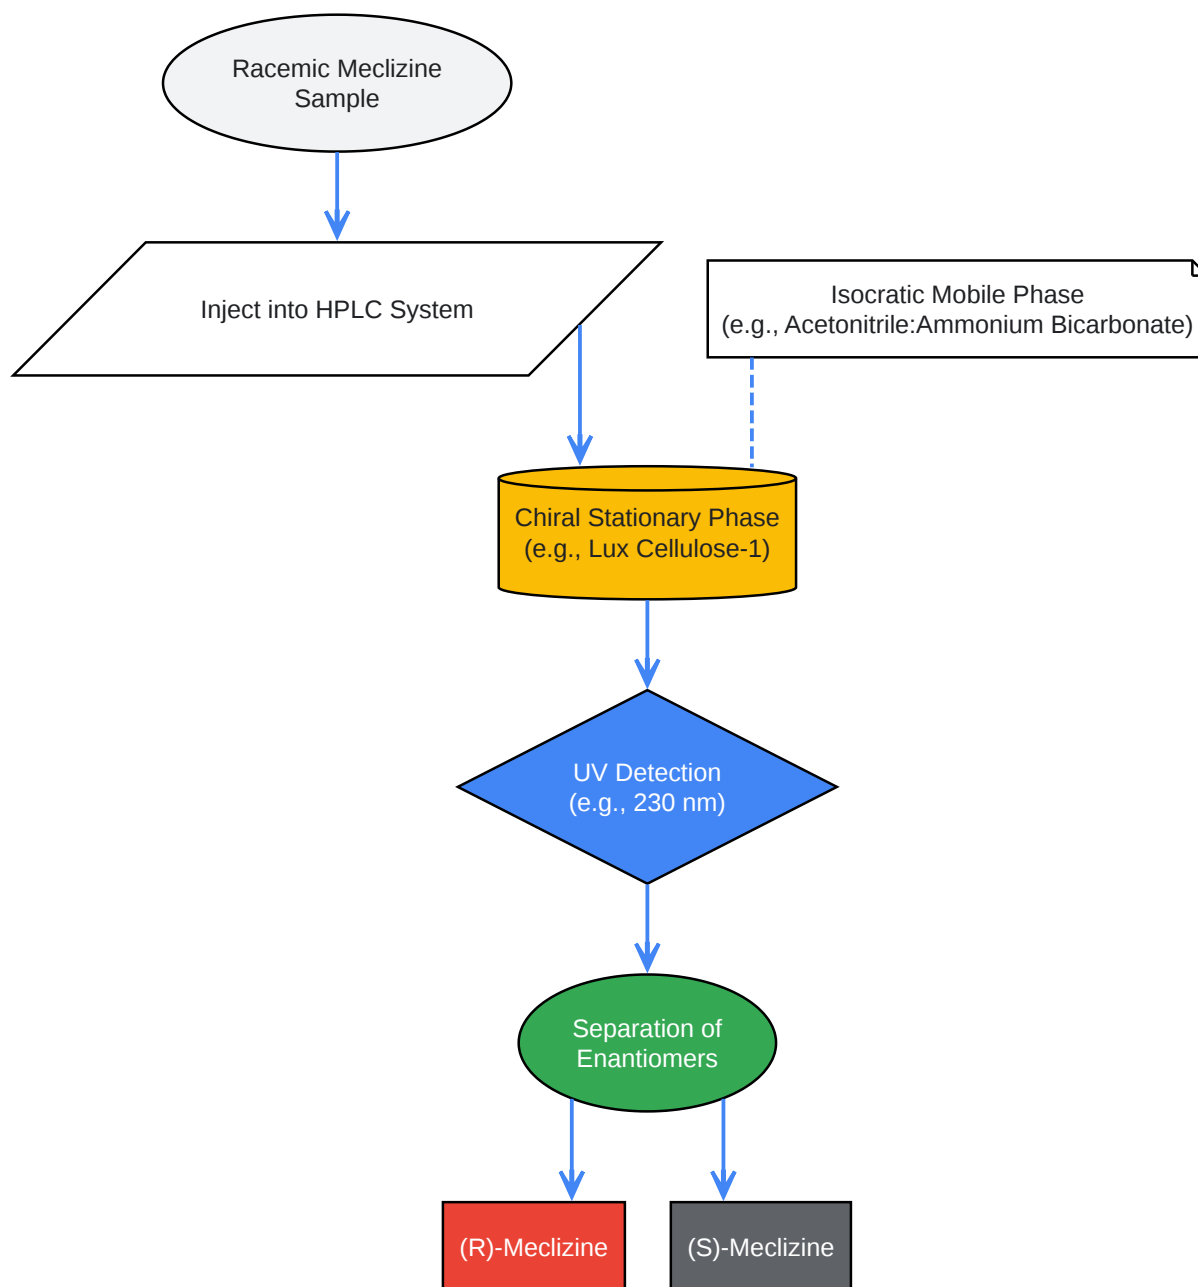 Racemic Meclizine
Sample
Inject into HPLC System
Isocratic Mobile Phase
(e.g., Acetonitrile:Ammonium Bicarbonate)
Chiral Stationary Phase
(e.g., Lux Cellulose-1)
UV Detection
(e.g., 230 nm)
Separation of
Enantiomers
(R)-Meclizine
(S)-Meclizine